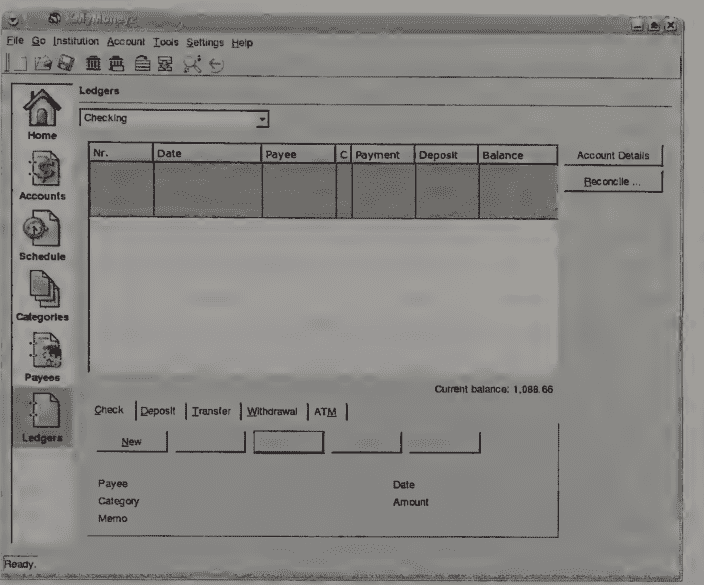 File Go Institution Account Tools Settings Help
Ledgers
Home
Checking
Nr. Date Payee C Payment Deposit Balance
Account Details
Reconcile ...
Accounts
Schedule
Categories
Payees
Current balance: 1,088.66
Ledgers
Check Deposit Transfer Withdrawal ATM
New
Payee Date
Category Amount
Memo
Ready.